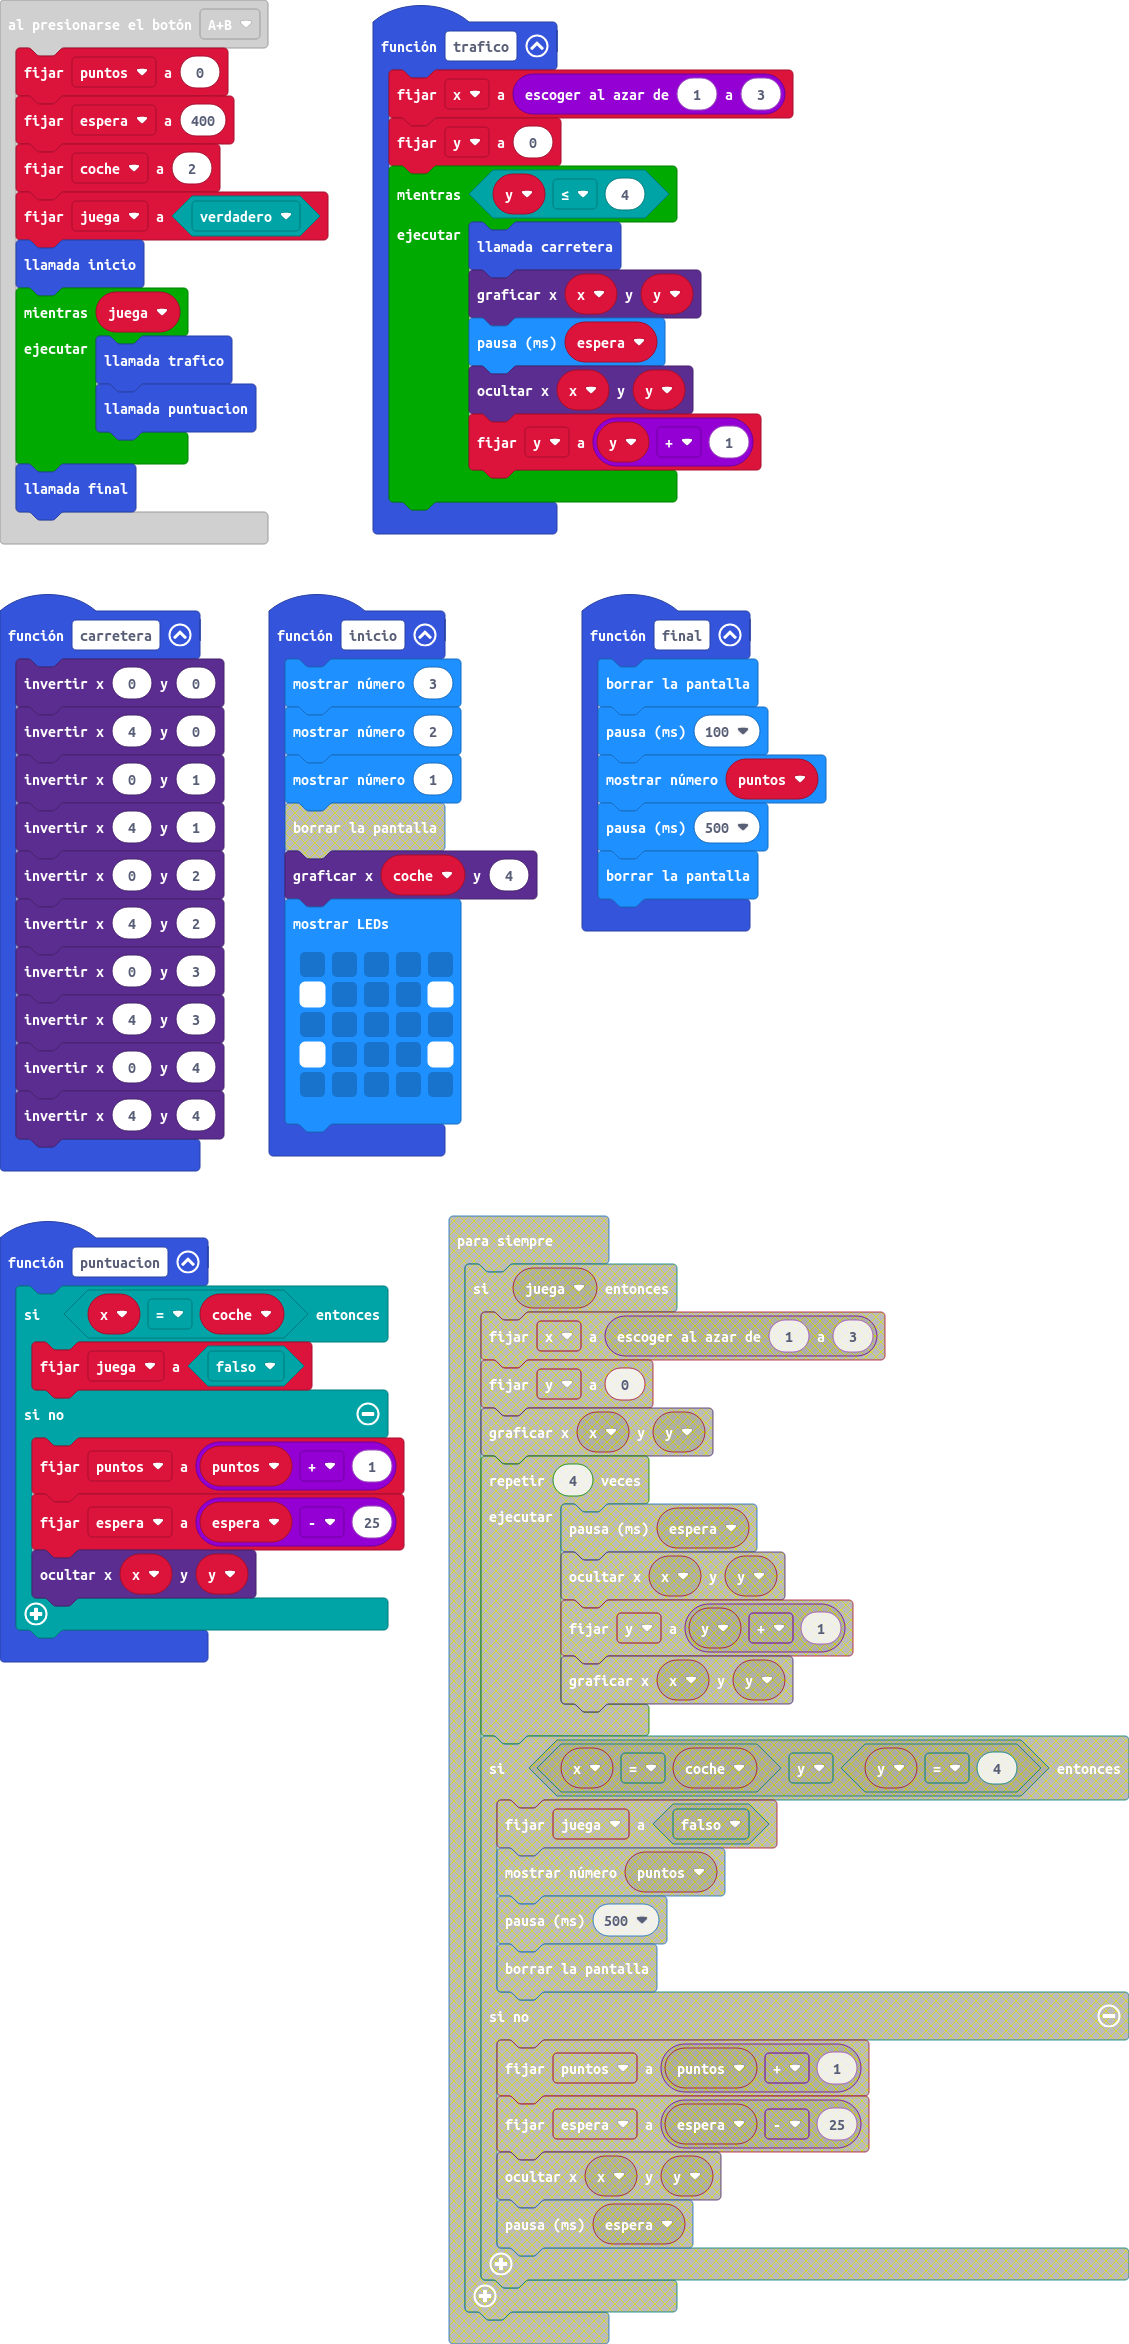 al presionarse el botón A+B
fijar puntos a 0
fijar espera a 400
fijar coche a 2
fijar juega a verdadero
llamada inicio
mientras juega
ejecutar
llamada trafico
llamada puntuacion
llamada final
función trafico
fijar x a escoger al azar de 1 a 3
fijar y a 0
mientras y ≤ 4
ejecutar
llamada carretera
graficar x x y y
pausa (ms) espera
ocultar x x y y
fijar y a y + 1
función carretera
invertir x 0 y 0
invertir x 4 y 0
invertir x 0 y 1
invertir x 4 y 1
invertir x 0 y 2
invertir x 4 y 2
invertir x 0 y 3
invertir x 4 y 3
invertir x 0 y 4
invertir x 4 y 4
función inicio
mostrar número 3
mostrar número 2
mostrar número 1
borrar la pantalla
graficar x coche y 4
mostrar LEDs
función final
borrar la pantalla
pausa (ms) 100
mostrar número puntos
pausa (ms) 500
borrar la pantalla
función puntuacion
si x = coche entonces
fijar juega a falso
si no
fijar puntos a puntos + 1
fijar espera a espera - 25
ocultar x x y y
para siempre
si juega entonces
fijar x a escoger al azar de 1 a 3
fijar y a 0
graficar x x y y
repetir 4 veces
ejecutar
pausa (ms) espera
ocultar x x y y
fijar y a y + 1
graficar x x y y
si x = coche y y = 4 entonces
fijar juega a falso
mostrar número puntos
pausa (ms) 500
borrar la pantalla
si no
fijar puntos a puntos + 1
fijar espera a espera - 25
ocultar x x y y
pausa (ms) espera